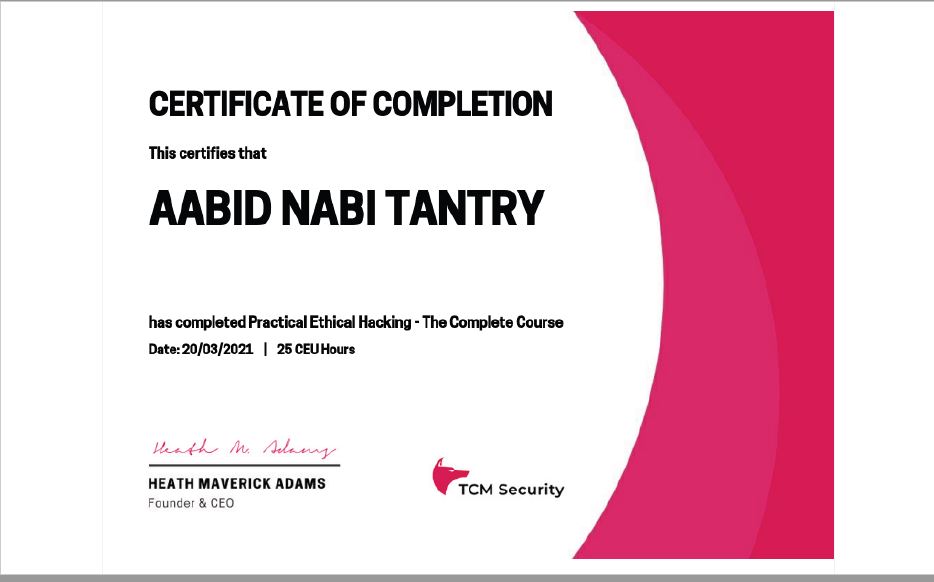 CERTIFICATE OF COMPLETION
This certifies that
AABID NABI TANTRY
has completed Practical Ethical Hacking - The Complete Course
Date: 20/03/2021 | 25 CEU Hours
Heath M. Adams
HEATH MAVERICK ADAMS
Founder & CEO
TCM Security